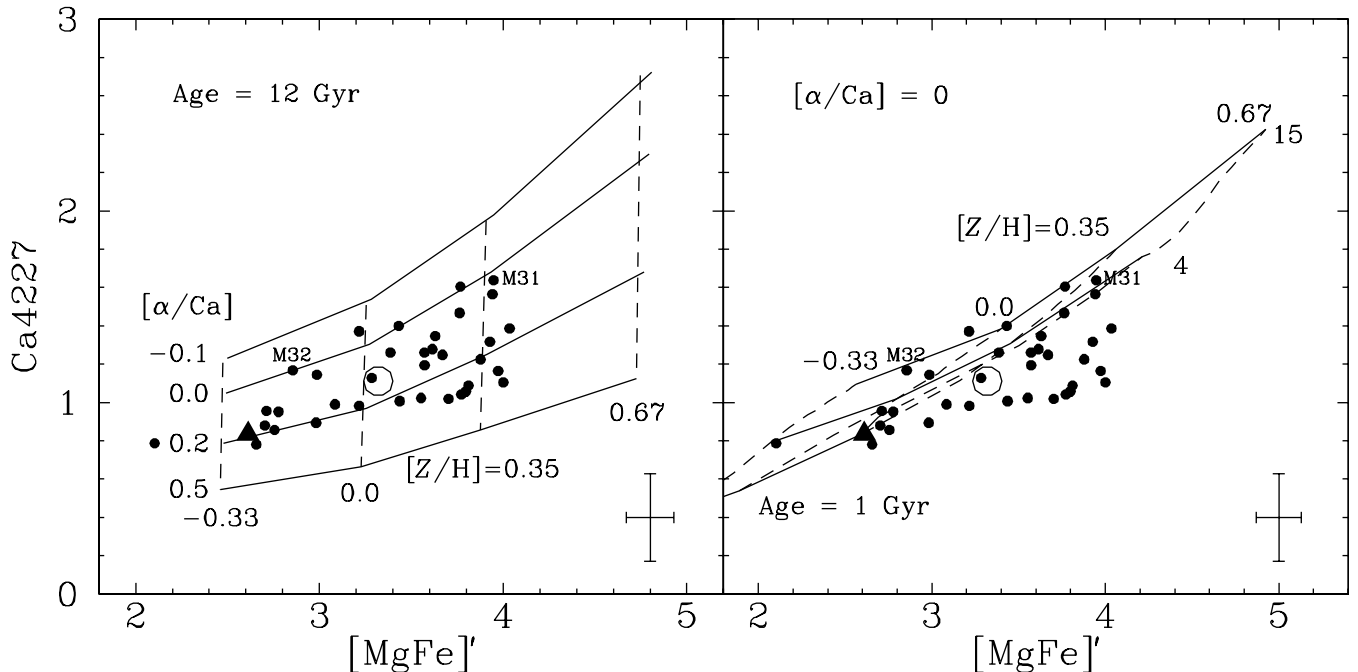 3
2
1
0
Ca4227
Age = 12 Gyr
[α/Ca]
−0.1
0.0
0.2
0.5
−0.33
0.0
[Z/H]=0.35
0.67
M32
M31
2
3
4
5
[MgFe]′
[α/Ca] = 0
0.67
15
[Z/H]=0.35
4
0.0
−0.33
M32
M31
Age = 1 Gyr
2
3
4
5
[MgFe]′